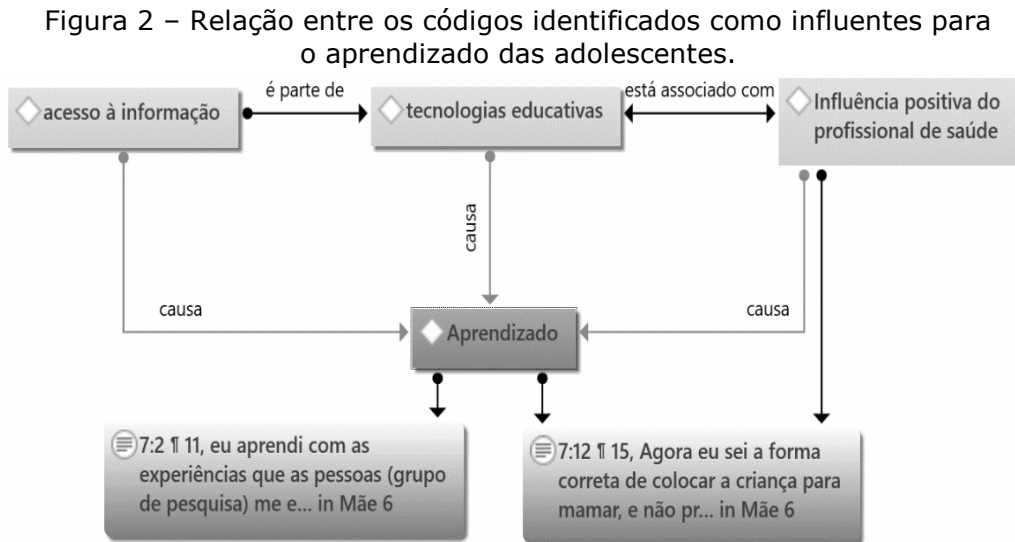 Figura 2 – Relação entre os códigos identificados como influentes para
o aprendizado das adolescentes.
acesso à informação
é parte de
tecnologias educativas
está associado com
Influência positiva do
profissional de saúde
causa
causa
causa
Aprendizado
7:2 ¶ 11, eu aprendi com as
experiências que as pessoas (grupo
de pesquisa) me e... in Mãe 6
7:12 ¶ 15, Agora eu sei a forma
correta de colocar a criança para
mamar, e não pr... in Mãe 6